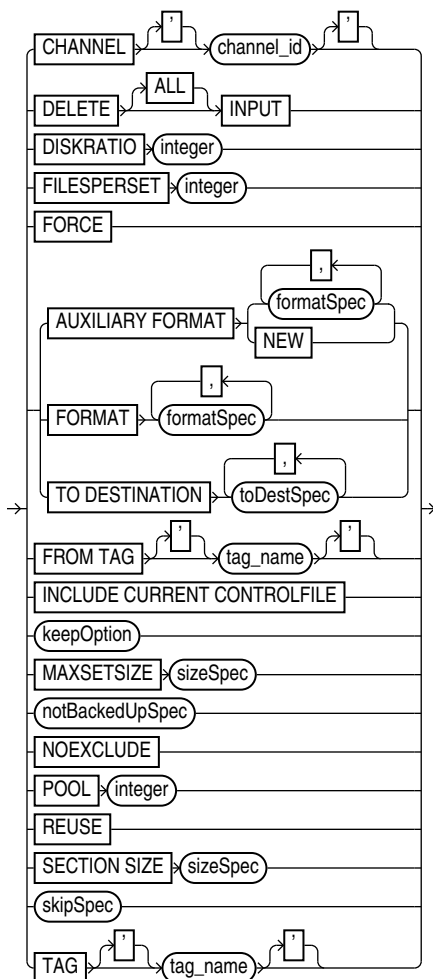 ' '
CHANNEL channel_id
ALL
DELETE INPUT
DISKRATIO integer
FILESPERSET integer
FORCE
,
formatSpec
AUXILIARY FORMAT
NEW
,
FORMAT formatSpec
,
TO DESTINATION toDestSpec
' '
FROM TAG tag_name
INCLUDE CURRENT CONTROLFILE
keepOption
MAXSETSIZE sizeSpec
notBackedUpSpec
NOEXCLUDE
POOL integer
REUSE
SECTION SIZE sizeSpec
skipSpec
' '
TAG tag_name